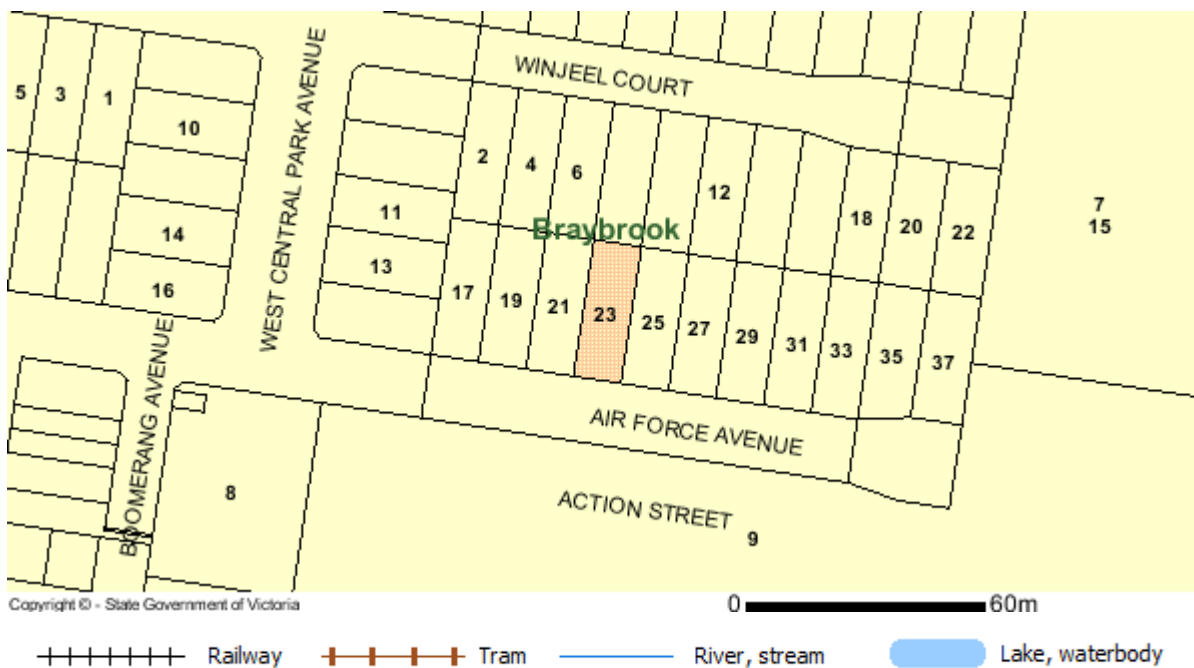 WINJEEL COURT
WEST CENTRAL PARK AVENUE
5
3
1
10
2
4
6
12
18
20
22
7
15
11
14
13
16
Braybrook
17
19
21
23
25
27
29
31
33
35
37
BOOMERANG AVENUE
AIR FORCE AVENUE
8
ACTION STREET
9
Copyright © - State Government of Victoria
0 60m
Railway
Tram
River, stream
Lake, waterbody